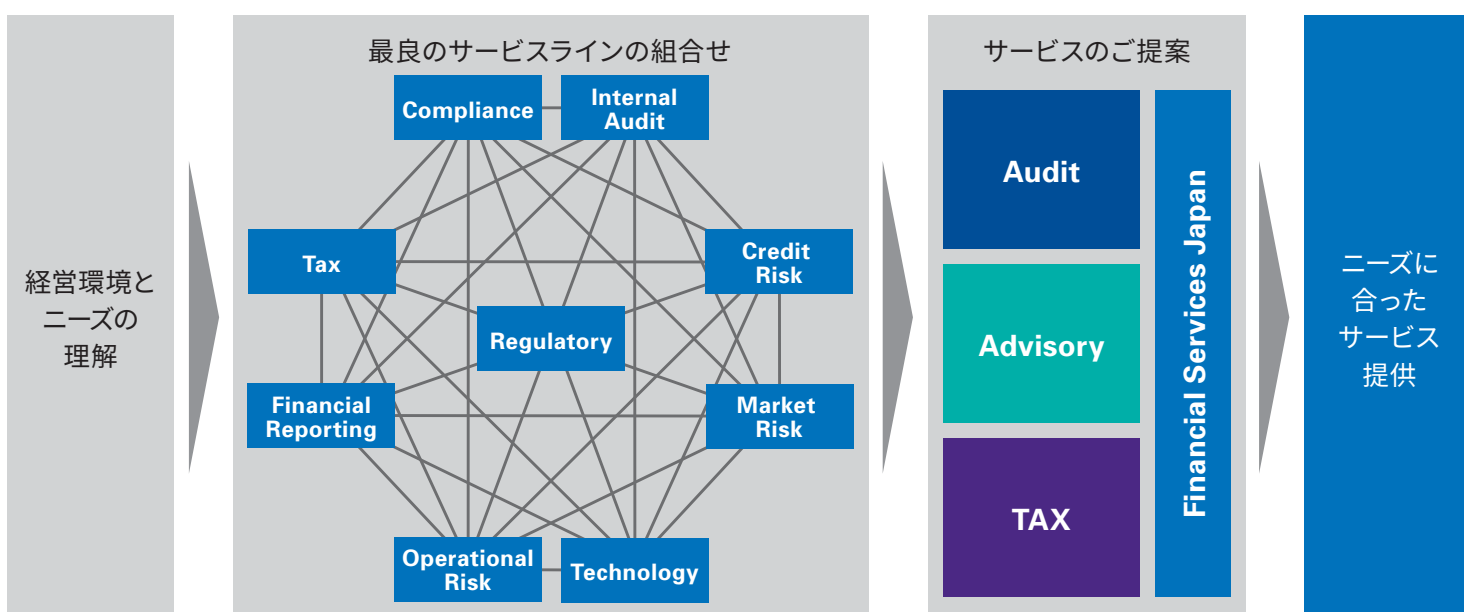 経営環境と
ニーズの
理解
最良のサービスラインの組合せ
Compliance
Internal
Audit
Tax
Credit
Risk
Regulatory
Financial
Reporting
Market
Risk
Operational
Risk
Technology
サービスのご提案
Audit
Advisory
TAX
Financial Services Japan
ニーズに
合った
サービス
提供